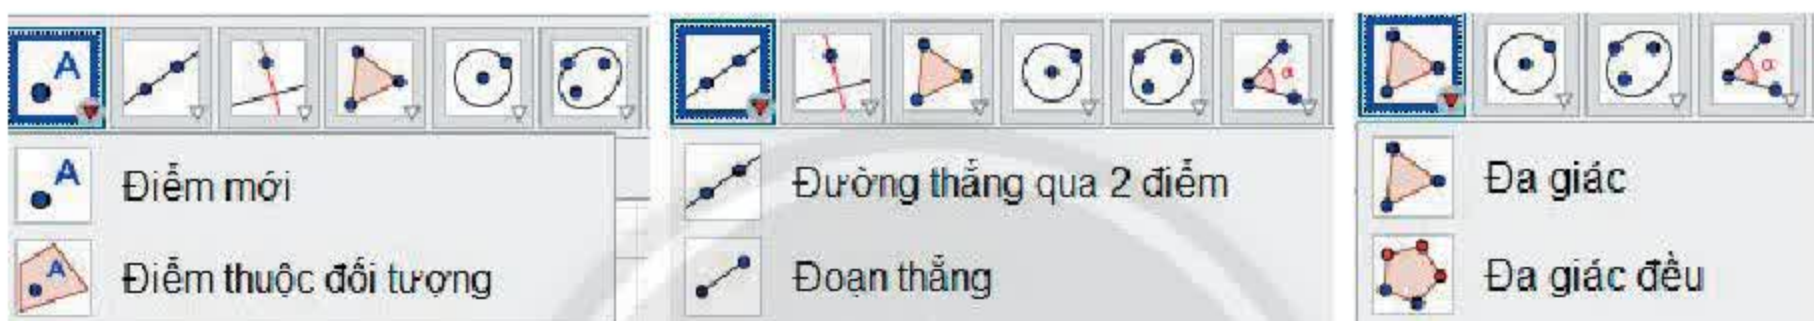 A
α
α
A
Điểm mới
Đường thẳng qua 2 điểm
Đa giác
A
Điểm thuộc đối tượng
Đoạn thẳng
Đa giác đều